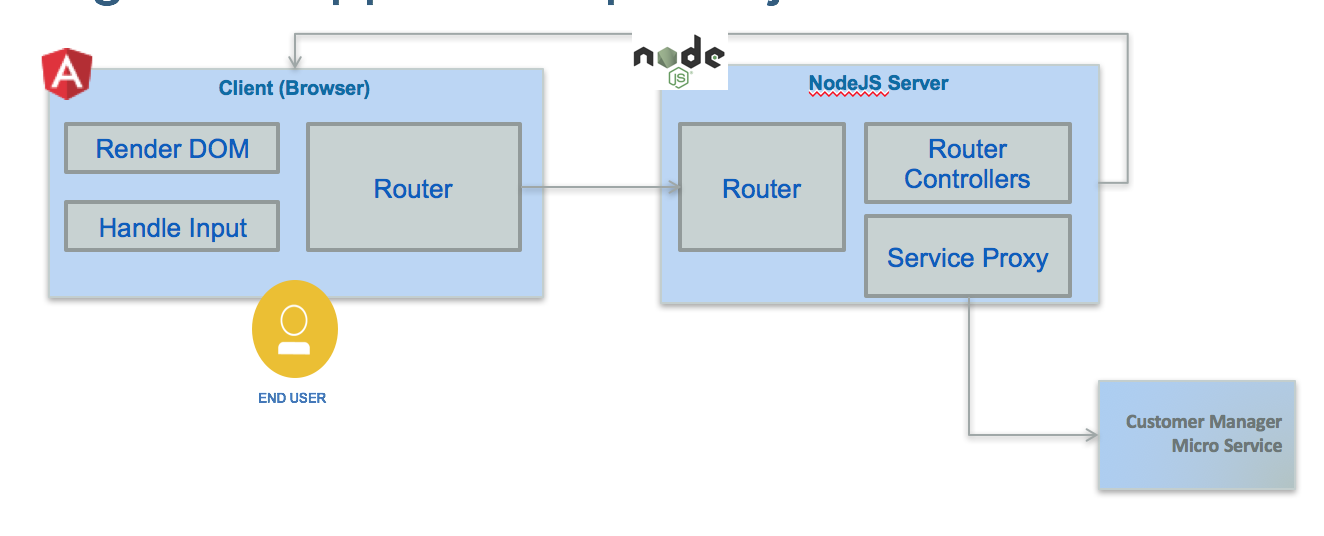 Client (Browser)
Render DOM
Handle Input
Router
END USER
node
JS
NodeJS Server
Router
Router
Controllers
Service Proxy
Customer Manager
Micro Service